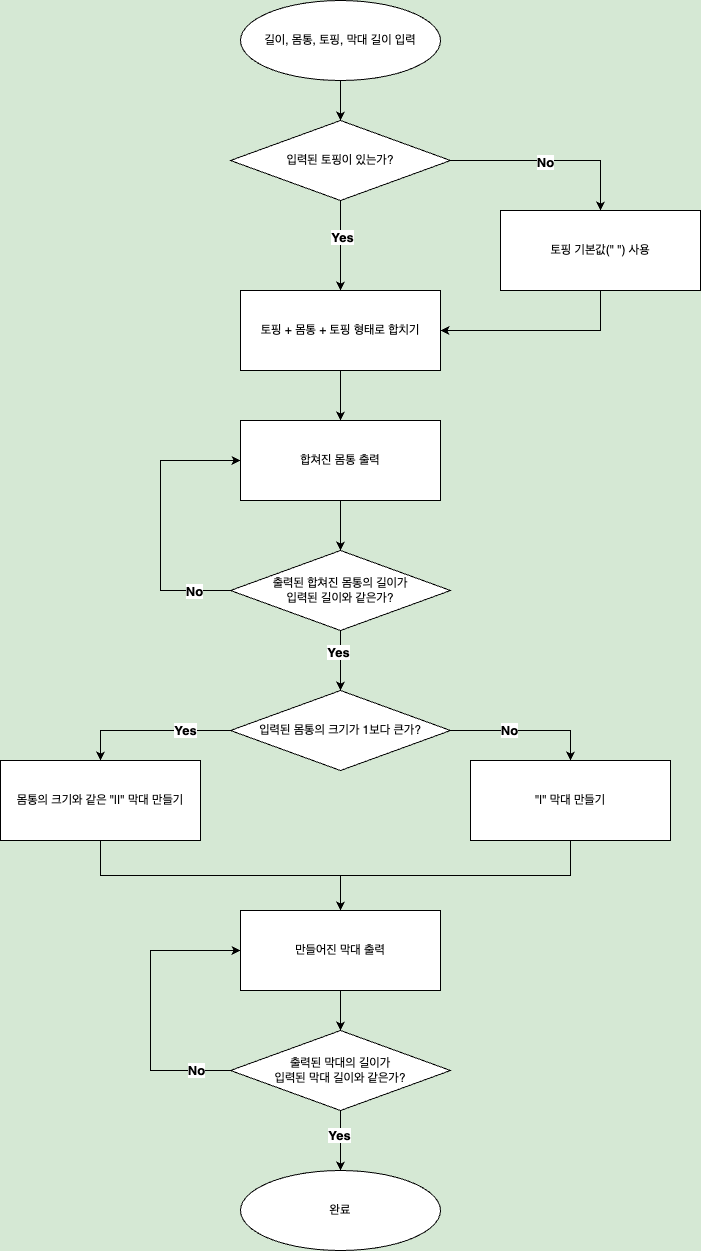 길이, 몸통, 토핑, 막대 길이 입력
입력된 토핑이 있는가?
No
Yes
토핑 기본값(" ") 사용
토핑 + 몸통 + 토핑 형태로 합치기
합쳐진 몸통 출력
출력된 합쳐진 몸통의 길이가
입력된 길이와 같은가?
No
Yes
입력된 몸통의 크기가 1보다 큰가?
Yes
No
몸통의 크기와 같은 "II" 막대 만들기
"I" 막대 만들기
만들어진 막대 출력
출력된 막대의 길이가
입력된 막대 길이와 같은가?
No
Yes
완료